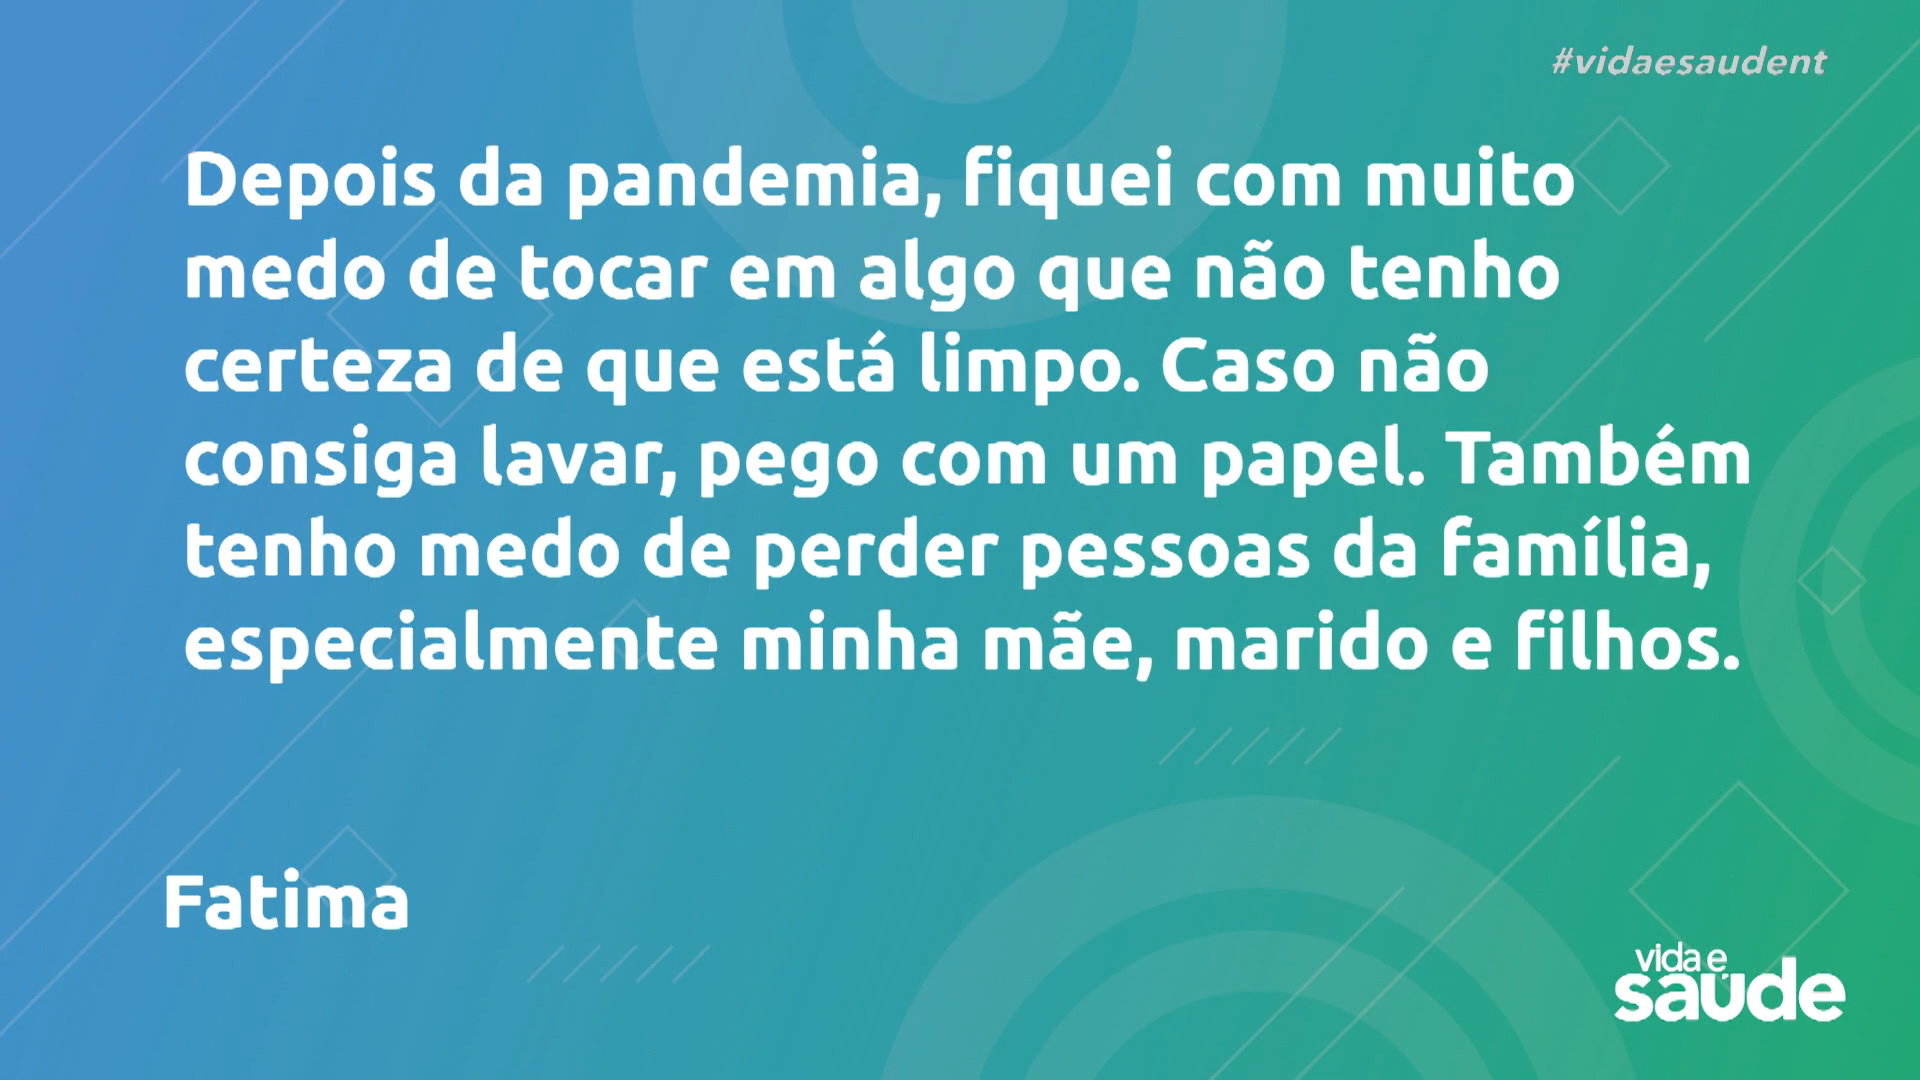 #vidaesaudent
Depois da pandemia, fiquei com muito
medo de tocar em algo que não tenho
certeza de que está limpo. Caso não
consiga lavar, pego com um papel. Também
tenho medo de perder pessoas da família,
especialmente minha mãe, marido e filhos.
Fatima
vida e
saúde